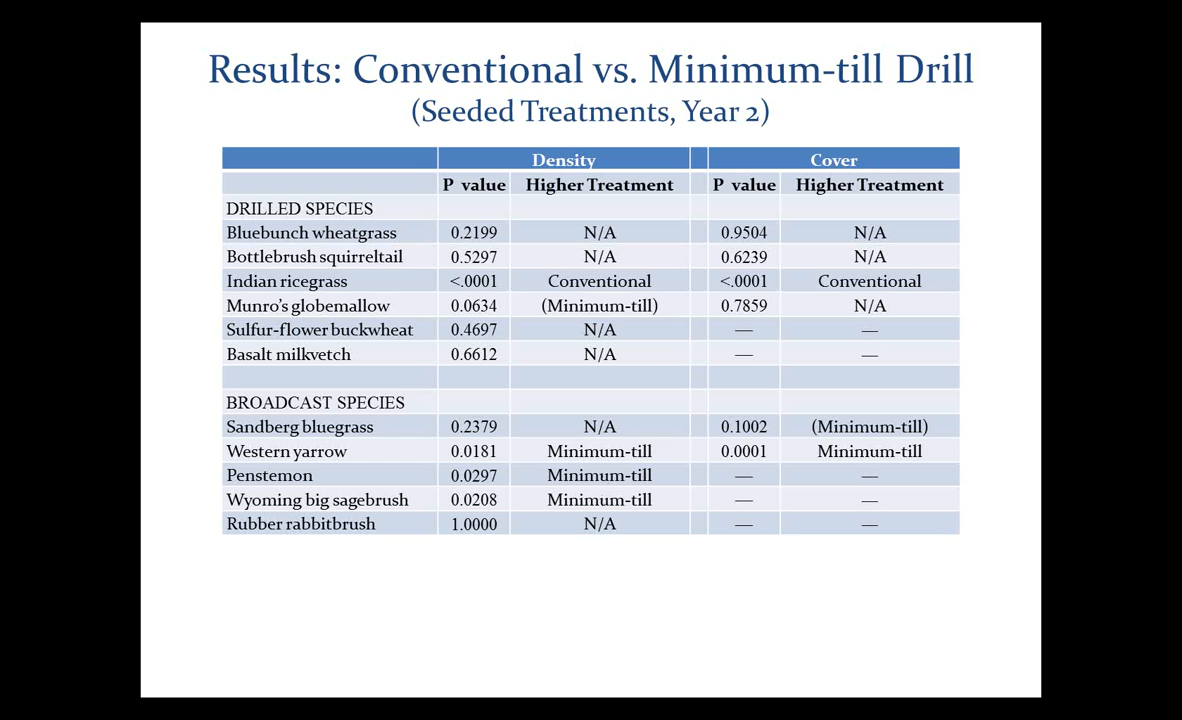 Results: Conventional vs. Minimum-till Drill
(Seeded Treatments, Year 2)
Density Cover
P value Higher Treatment P value Higher Treatment
DRILLED SPECIES
Bluebunch wheatgrass 0.2199 N/A 0.9504 N/A
Bottlebrush squirreltail 0.5297 N/A 0.6239 N/A
Indian ricegrass <.0001 Conventional <.0001 Conventional
Munro's globemallow 0.0634 (Minimum-till) 0.7859 N/A
Sulfur-flower buckwheat 0.4697 N/A — —
Basalt milkvetch 0.6612 N/A — —
BROADCAST SPECIES
Sandberg bluegrass 0.2379 N/A 0.1002 (Minimum-till)
Western yarrow 0.0181 Minimum-till 0.0001 Minimum-till
Penstemon 0.0297 Minimum-till — —
Wyoming big sagebrush 0.0208 Minimum-till — —
Rubber rabbitbrush 1.0000 N/A — —